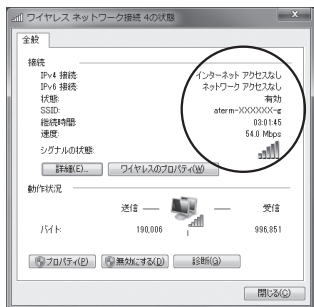 ワイヤレス ネットワーク接続 4の状態
全般
接続
IPv4 接続: インターネット アクセスなし
IPv6 接続: ネットワーク アクセスなし
状態: 有効
SSID: aterm-XXXXXX-g
継続時間: 03:01:45
速度: 54.0 Mbps
シグナルの状態:
詳細(E)... ワイヤレスのプロパティ(W)
動作状況
送信 — 受信
バイト: 190,006 996,851
プロパティ(P) 無効にする(D) 診断(G)
閉じる(C)